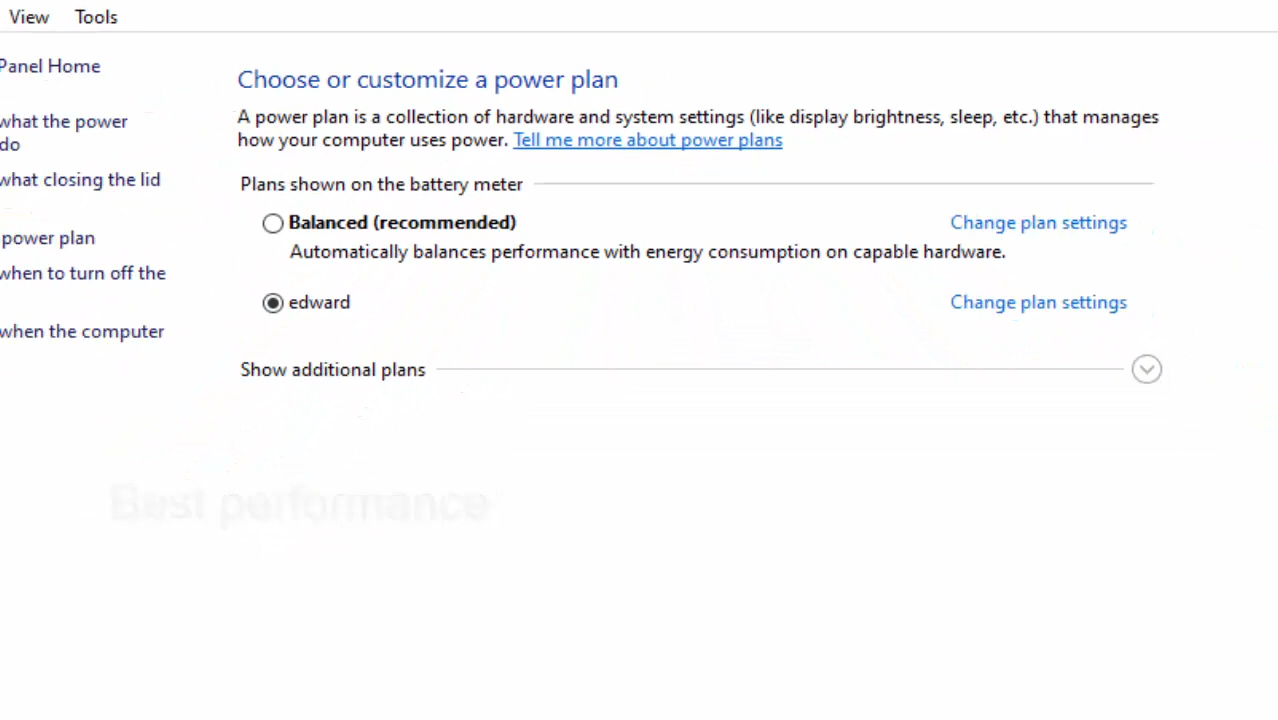 View Tools
Panel Home
what the power
do
what closing the lid
power plan
when to turn off the
when the computer
Choose or customize a power plan
A power plan is a collection of hardware and system settings (like display brightness, sleep, etc.) that manages
how your computer uses power. Tell me more about power plans
Plans shown on the battery meter
Balanced (recommended) Change plan settings
Automatically balances performance with energy consumption on capable hardware.
edward Change plan settings
Show additional plans
Best performance